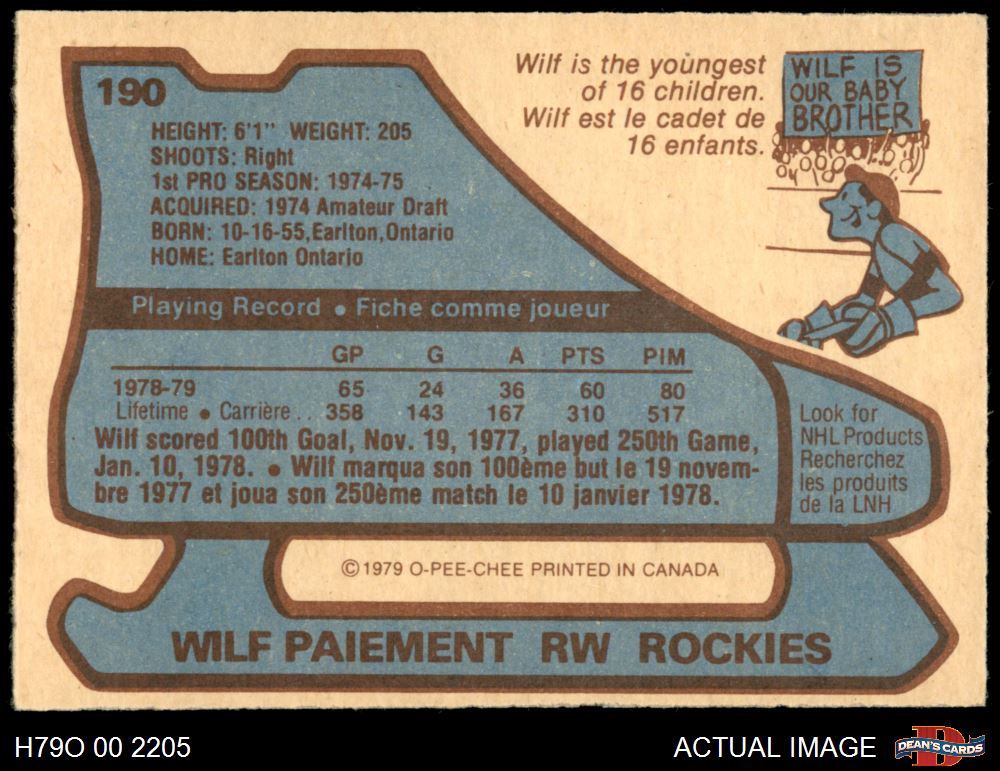 190
HEIGHT: 6'1" WEIGHT: 205
SHOOTS: Right
1st PRO SEASON: 1974-75
ACQUIRED: 1974 Amateur Draft
BORN: 10-16-55,Earlton,Ontario
HOME: Earlton Ontario
Wilf is the youngest
of 16 children.
Wilf est le cadet de
16 enfants.
WILF IS
OUR BABY
BROTHER
Playing Record • Fiche comme joueur
GP G A PTS PIM
1978-79 65 24 36 60 80
Lifetime • Carrière . . 358 143 167 310 517
Wilf scored 100th Goal, Nov. 19, 1977, played 250th Game,
Jan. 10, 1978. • Wilf marqua son 100ème but le 19 novem-
bre 1977 et joua son 250ème match le 10 janvier 1978.
Look for
NHL Products
Recherchez
les produits
de la LNH
©1979 O-PEE-CHEE PRINTED IN CANADA
WILF PAIEMENT RW ROCKIES
H79O 00 2205
ACTUAL IMAGE
D
DEAN'S CARDS